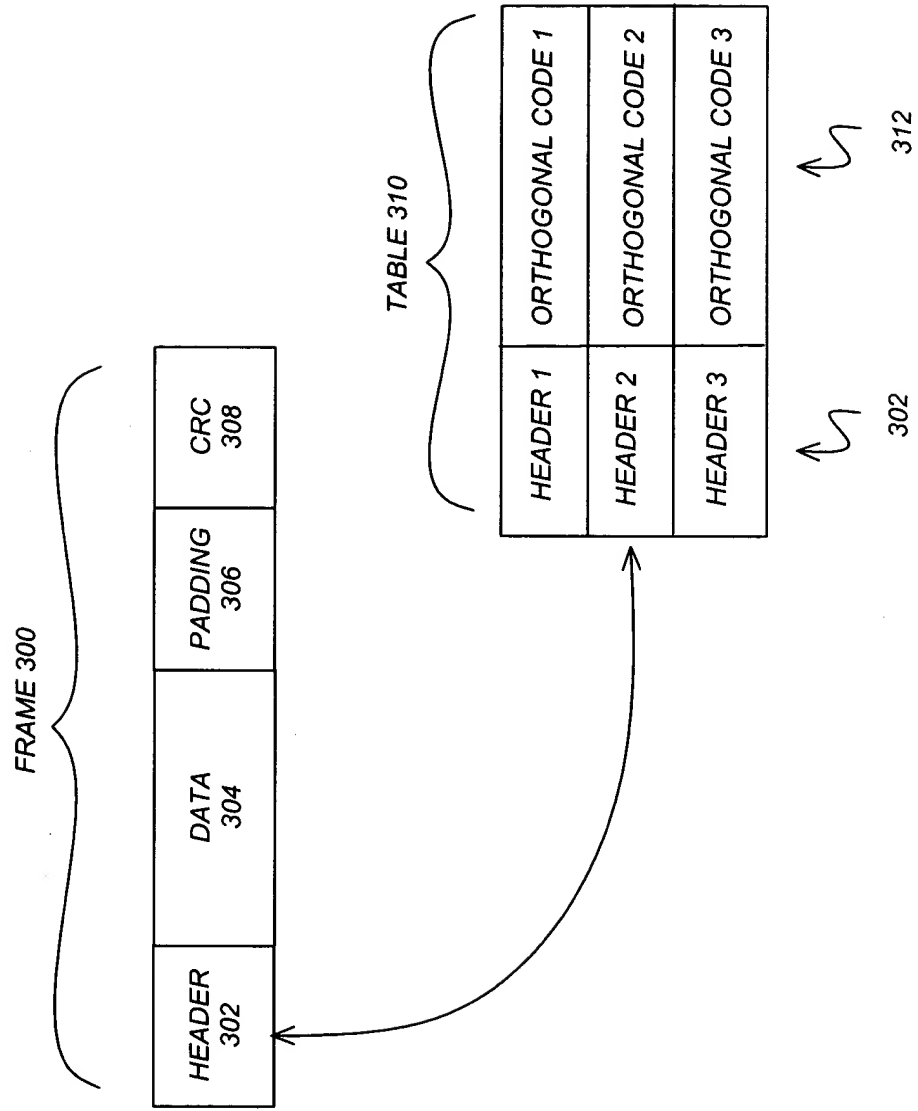 FRAME 300
HEADER
302
DATA
304
PADDING
306
CRC
308
TABLE 310
HEADER 1
ORTHOGONAL CODE 1
HEADER 2
ORTHOGONAL CODE 2
HEADER 3
ORTHOGONAL CODE 3
302
312